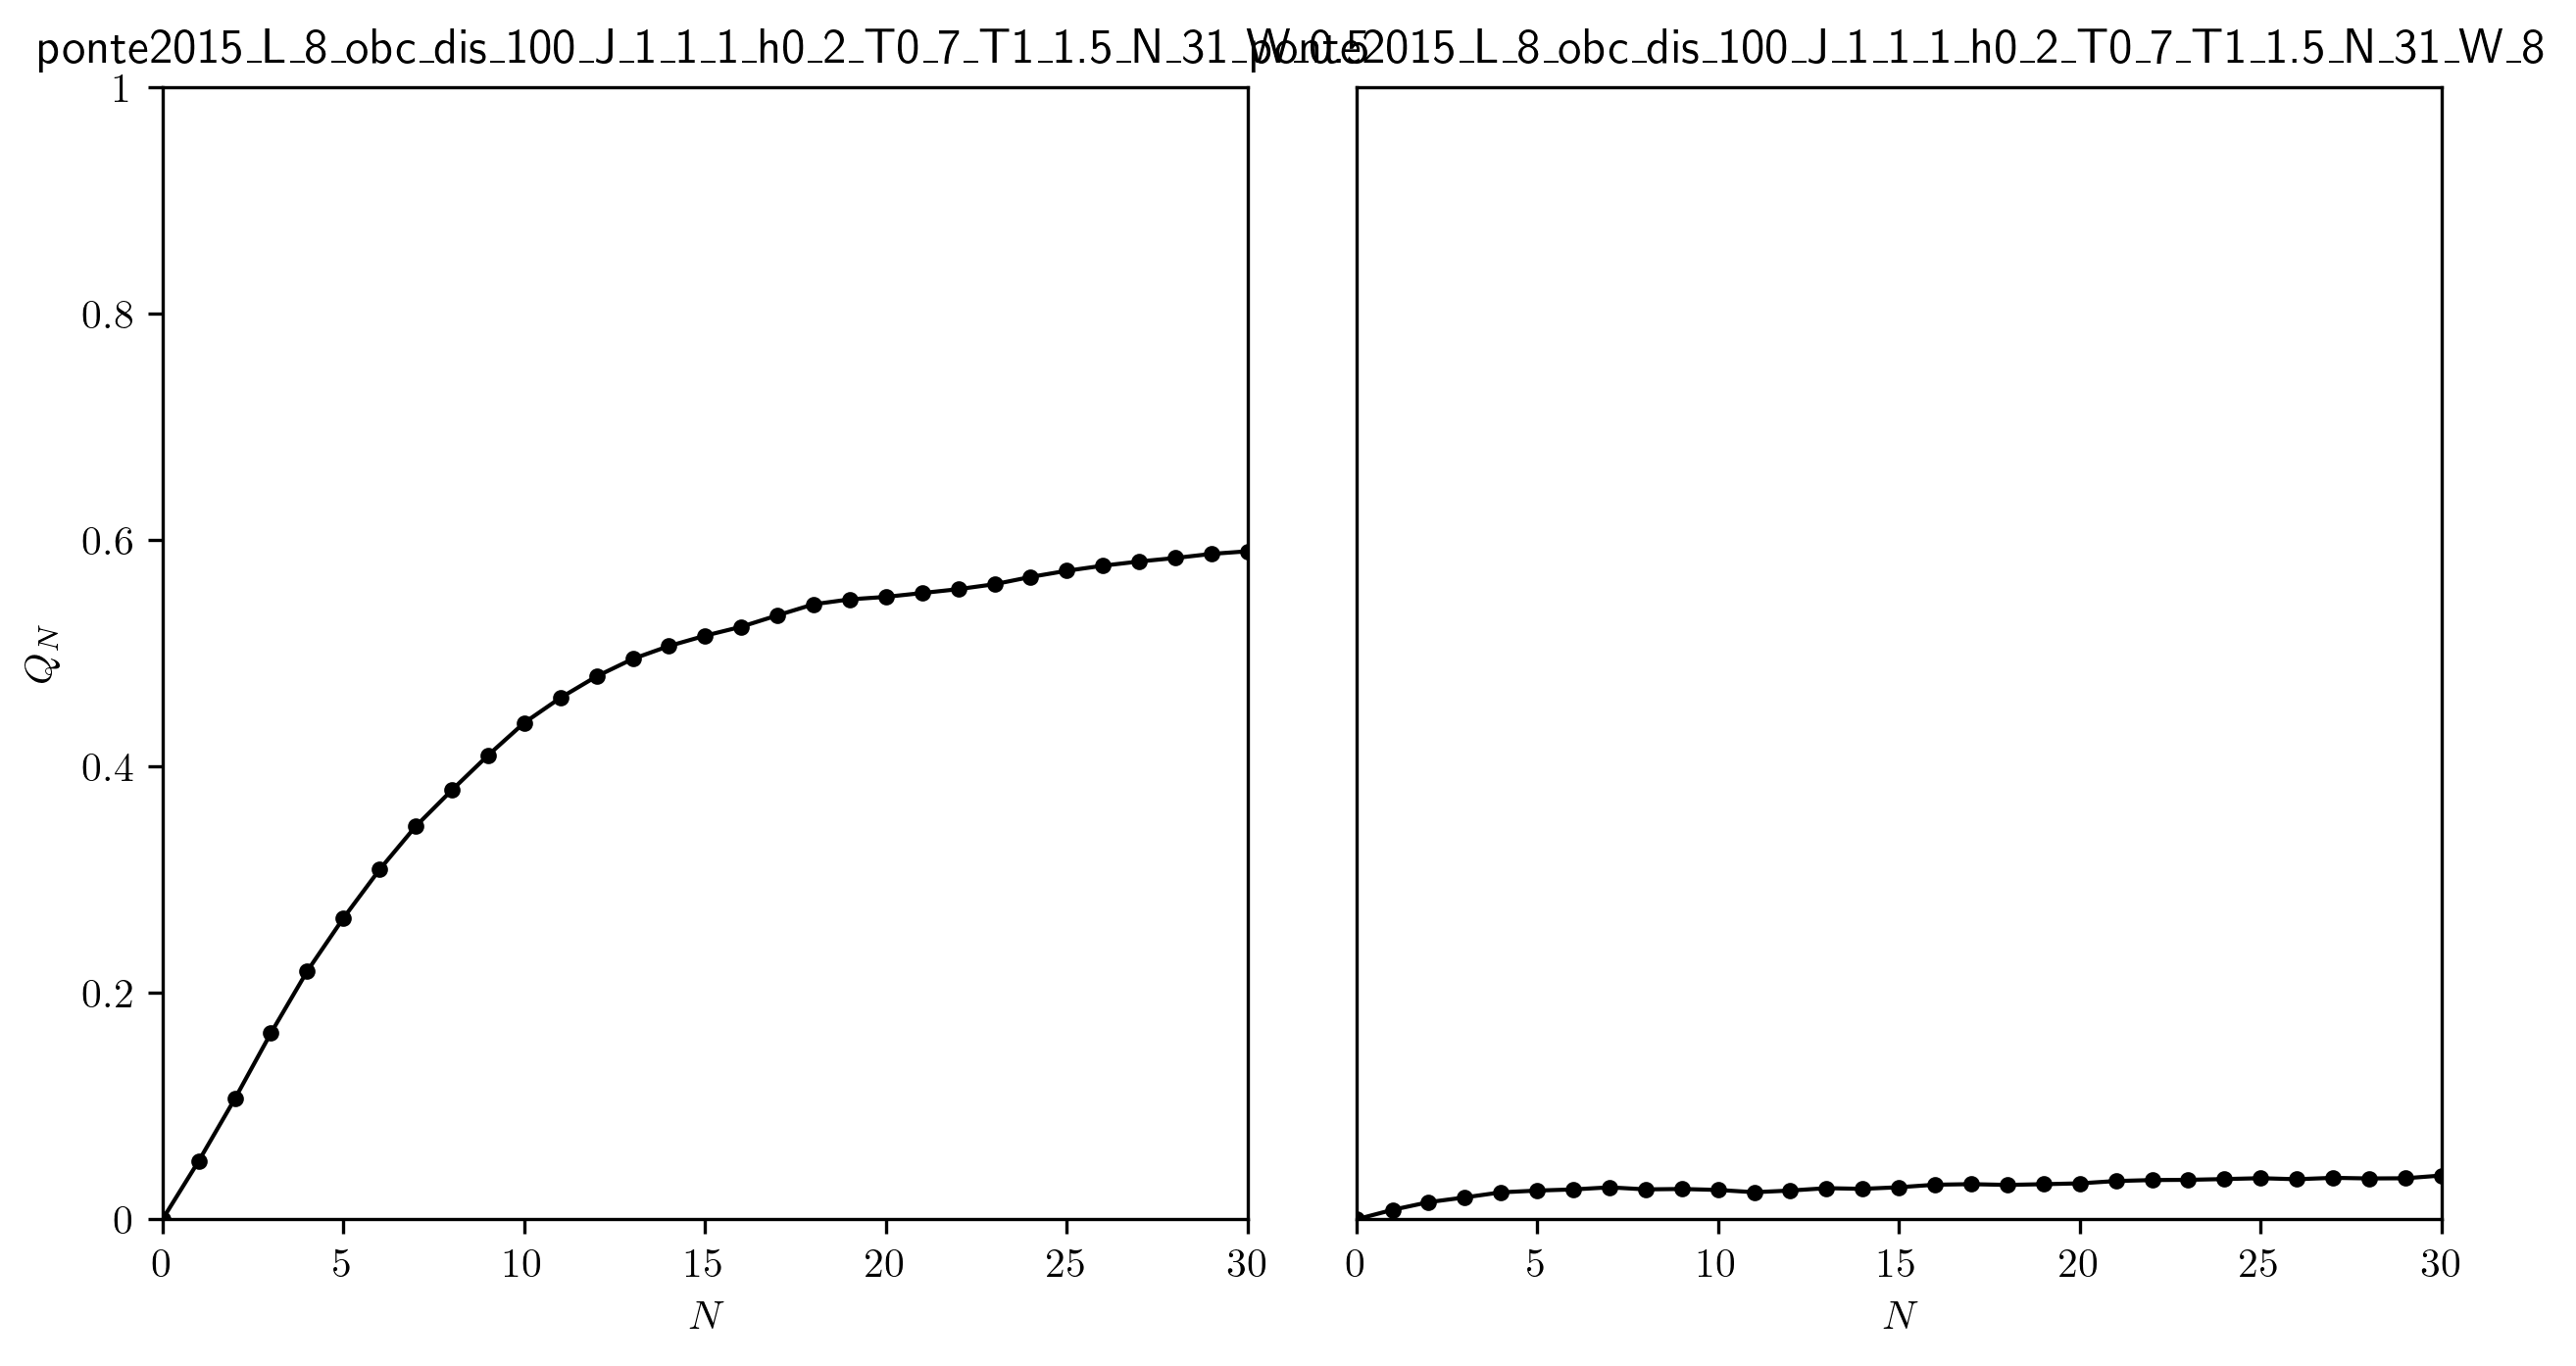 ponte2015_L_8_obc_dis_100_J_1_1_1_h0_2_T0_7_T1_1.5_N_31_W_0.5
ponte2015_L_8_obc_dis_100_J_1_1_1_h0_2_T0_7_T1_1.5_N_31_W_8
1
0.8
0.6
0.4
0.2
0
Q_N
0 5 10 15 20 25 30
N
0 5 10 15 20 25 30
N